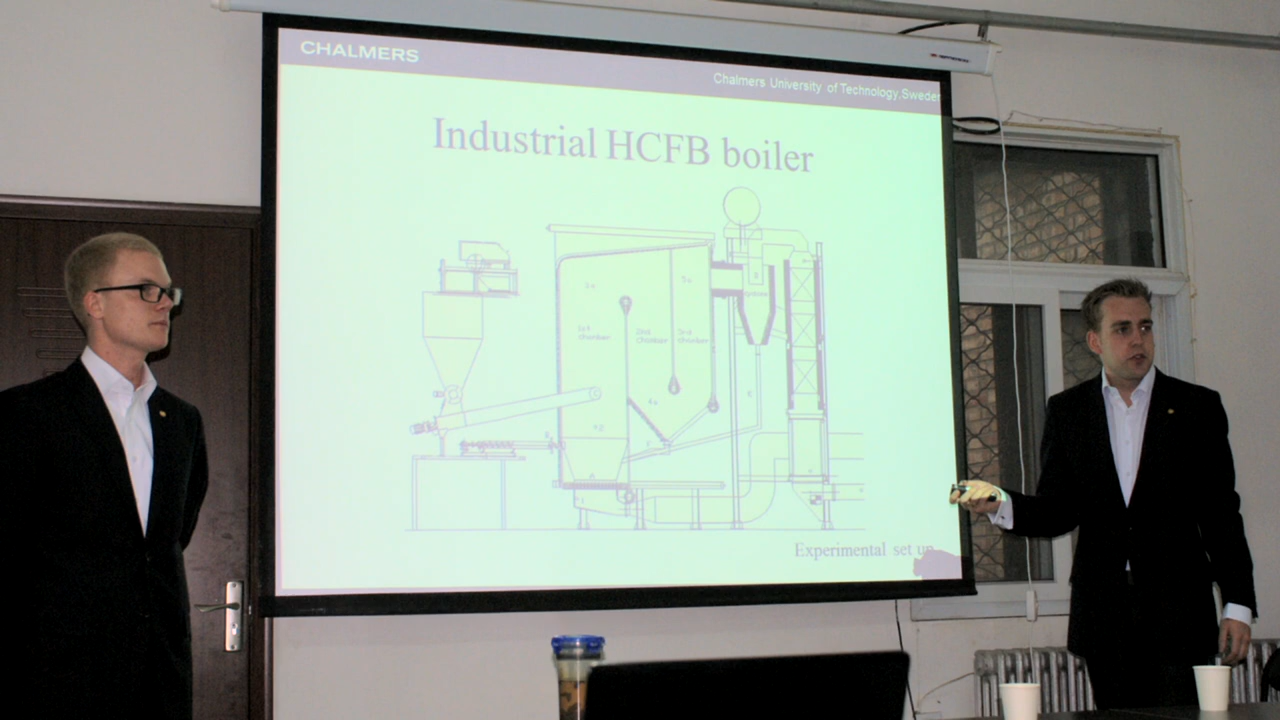 CHALMERS
Chalmers University of Technology,Sweden
Industrial HCFB boiler
1st
chamber
2nd
chamber
3rd
chamber
Experimental set up